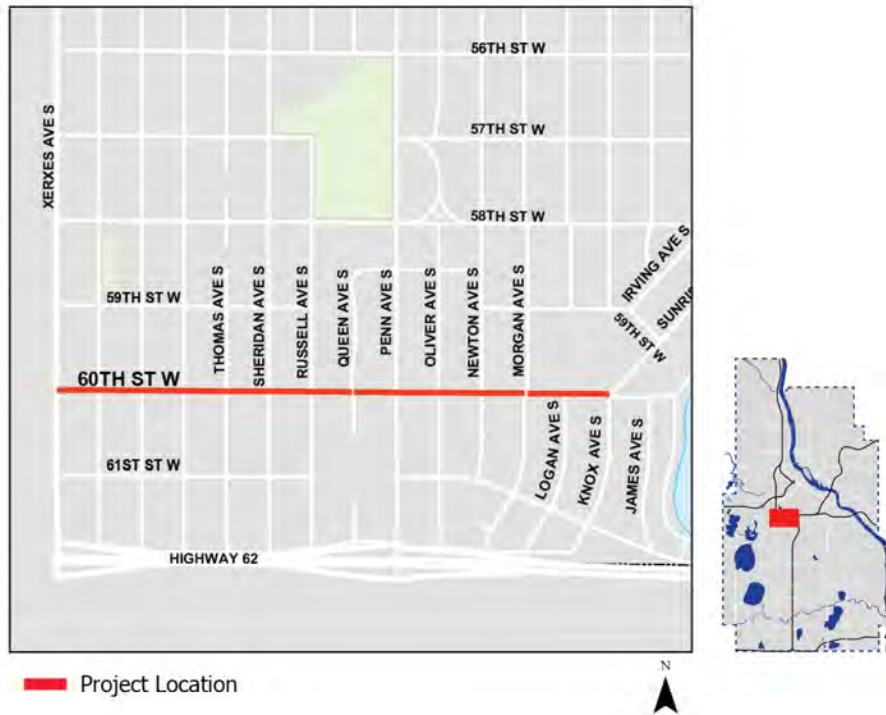 56TH ST W
XERXES AVE S
57TH ST W
58TH ST W
IRVING AVE S
SUNRI
59TH ST W
59TH ST W
THOMAS AVE S
SHERIDAN AVE S
RUSSELL AVE S
QUEEN AVE S
PENN AVE S
OLIVER AVE S
NEWTON AVE S
MORGAN AVE S
60TH ST W
LOGAN AVE S
KNOX AVE S
JAMES AVE S
61ST ST W
HIGHWAY 62
Project Location
N